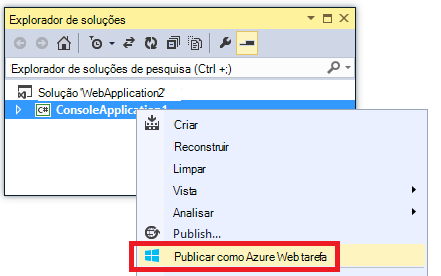 Explorador de soluções
Explorador de soluções de pesquisa (Ctrl +;)
Solução 'WebApplication2'
C# ConsoleApplication1
Criar
Reconstruir
Limpar
Vista
Analisar
Publish...
Publicar como Azure Web tarefa